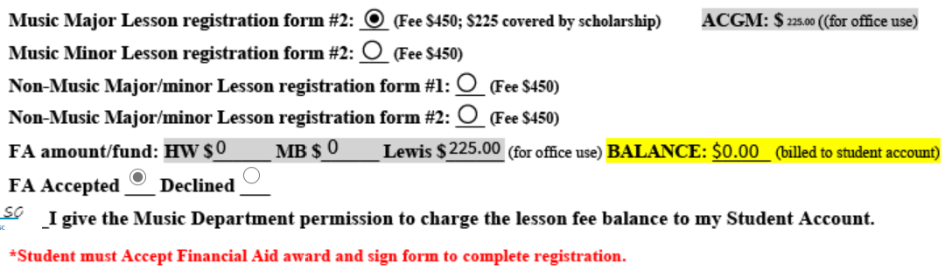 Music Major Lesson registration form #2: (Fee $450; $225 covered by scholarship) ACGM: $ 225.00 ((for office use)
Music Minor Lesson registration form #2: (Fee $450)
Non-Music Major/minor Lesson registration form #1: (Fee $450)
Non-Music Major/minor Lesson registration form #2: (Fee $450)
FA amount/fund: HW $0 MB $ 0 Lewis $225.00 (for office use) BALANCE: $0.00 (billed to student account)
FA Accepted Declined
SC _I give the Music Department permission to charge the lesson fee balance to my Student Account.
*Student must Accept Financial Aid award and sign form to complete registration.